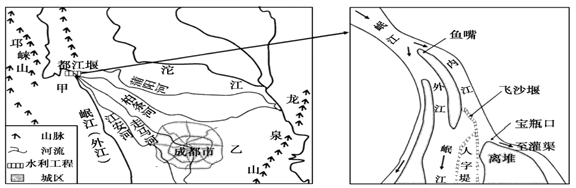 邛崃山
都江堰
甲
沱
江
蒲阳河
柏条河
走马河
江安河
岷江（外江）
成都市
乙
龙泉山
山脉
河流
水利工程
城区
岷江
鱼嘴
内江
外江
飞沙堰
宝瓶口
至灌渠
离堆
人字堤
岷江